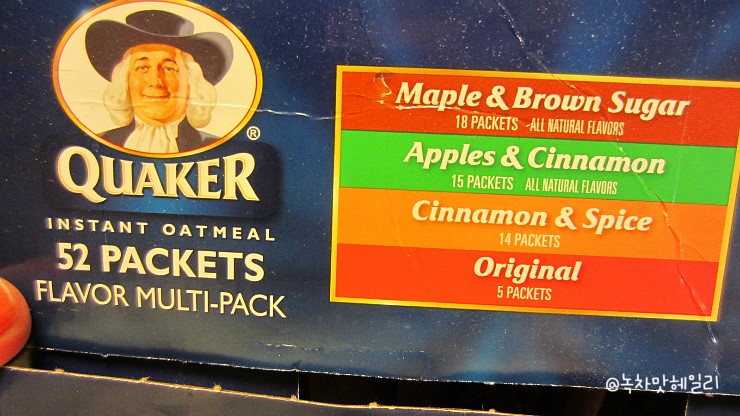 QUAKER®
INSTANT OATMEAL
52 PACKETS
FLAVOR MULTI-PACK
Maple & Brown Sugar
18 PACKETS ALL NATURAL FLAVORS
Apples & Cinnamon
15 PACKETS ALL NATURAL FLAVORS
Cinnamon & Spice
14 PACKETS
Original
5 PACKETS
@녹차맛헤일리